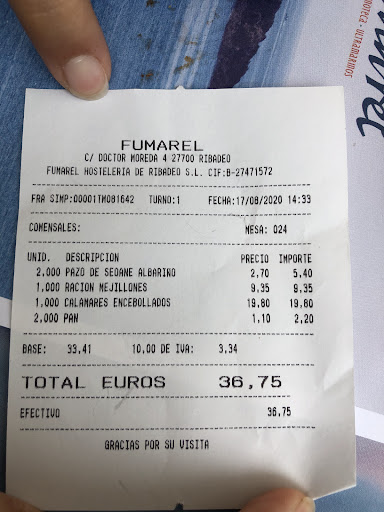 FUMAREL
C/ DOCTOR MOREDA 4 27700 RIBADEO
FUMAREL HOSTELERIA DE RIBADEO S.L. CIF:B-27471572
FRA SIMP:00001TM081642 TURNO:1 FECHA:17/08/2020 14:33
COMENSALES: MESA: 024
UNID. DESCRIPCION PRECIO IMPORTE
2,000 PAZO DE SEOANE ALBARINO 2,70 5,40
1,000 RACION MEJILLONES 9,35 9,35
1,000 CALAMARES ENCEBOLLADOS 19,80 19,80
2,000 PAN 1,10 2,20
BASE: 33,41 10,00 DE IVA: 3,34
TOTAL EUROS 36,75
EFECTIVO 36,75
GRACIAS POR SU VISITA
ULTRAMARINOS